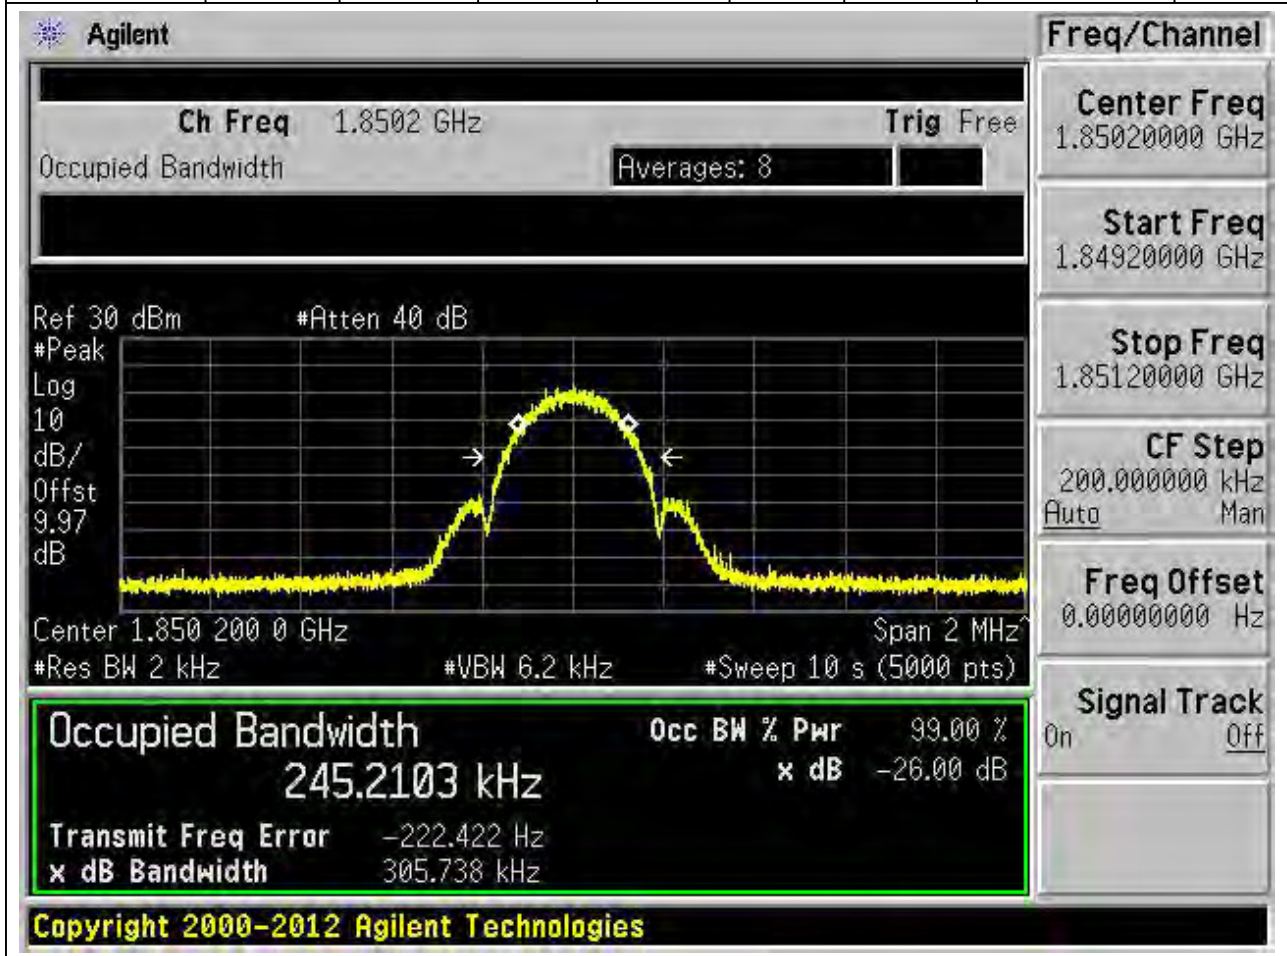 Agilent
Freq/Channel
Ch Freq 1.8502 GHz Trig Free
Occupied Bandwidth Averages: 8
Center Freq
1.85020000 GHz
Start Freq
1.84920000 GHz
Stop Freq
1.85120000 GHz
CF Step
200.000000 kHz
Auto Man
Freq Offset
0.00000000 Hz
Signal Track
On Off
Ref 30 dBm #Atten 40 dB
#Peak
Log
10
dB/
Offst
9.97
dB
Center 1.850 200 0 GHz Span 2 MHz^
#Res BW 2 kHz #VBW 6.2 kHz #Sweep 10 s (5000 pts)
Occupied Bandwidth Occ BW % Pwr 99.00 %
245.2103 kHz x dB -26.00 dB
Transmit Freq Error -222.422 Hz
x dB Bandwidth 305.738 kHz
Copyright 2000-2012 Agilent Technologies